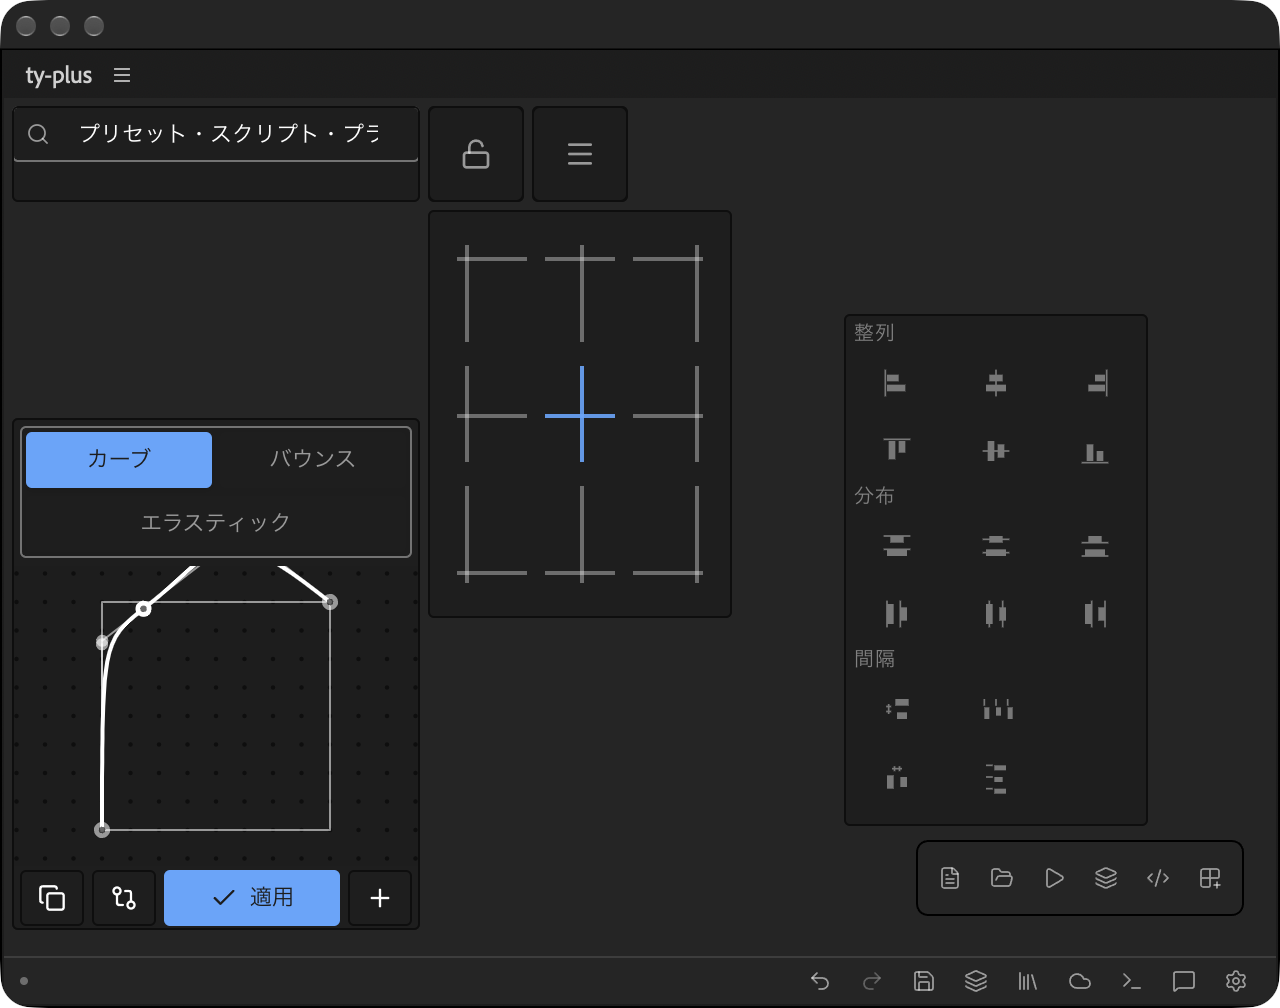 ty-plus
プリセット・スクリプト・プラ
整列
カーブ
バウンス
分布
エラスティック
間隔
適用